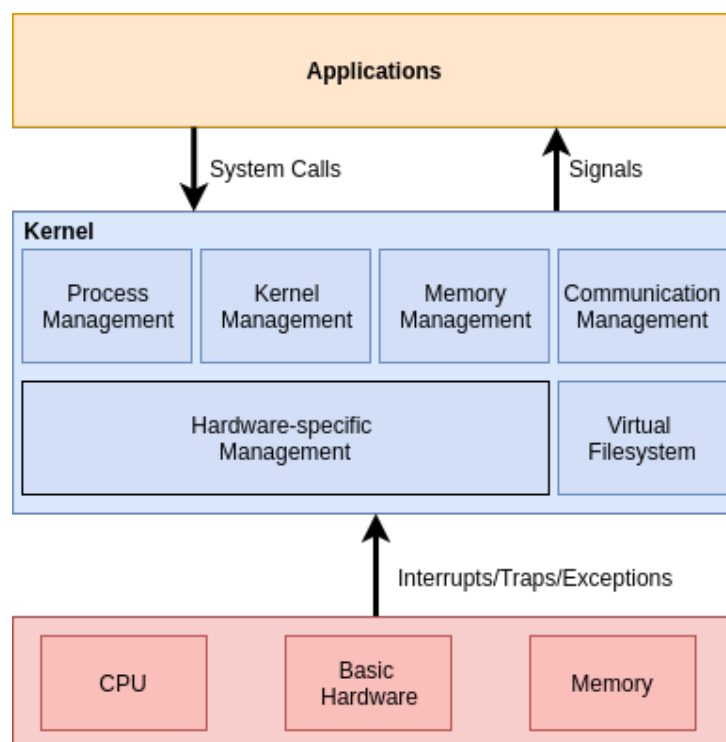 Applications
System Calls
Signals
Kernel
Process
Management
Kernel
Management
Memory
Management
Communication
Management
Hardware-specific
Management
Virtual
Filesystem
Interrupts/Traps/Exceptions
CPU
Basic
Hardware
Memory